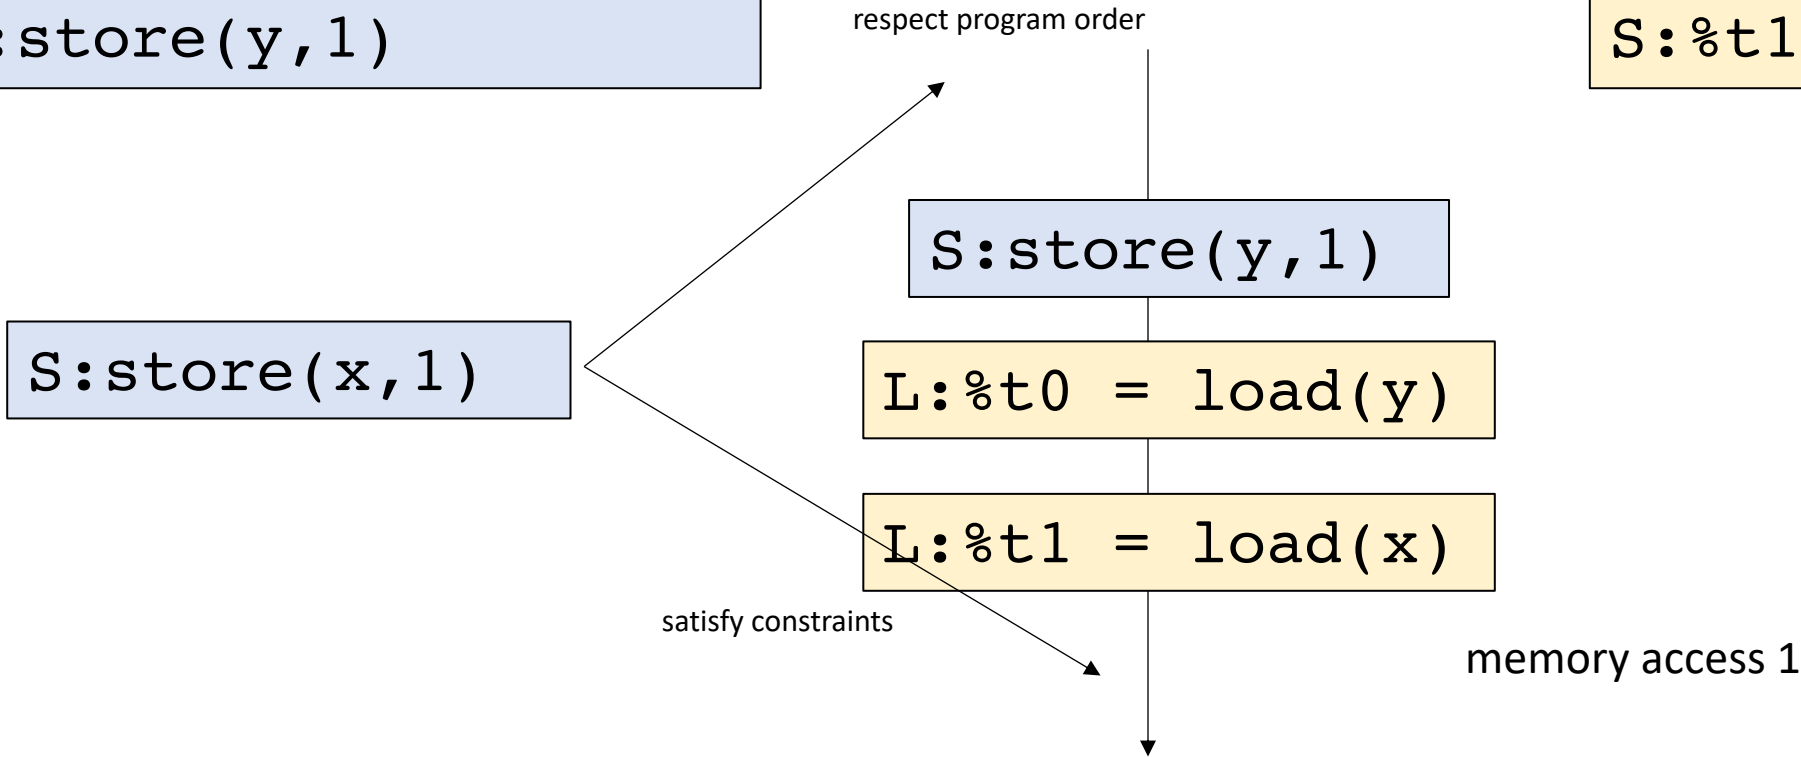 :store(y,1)
respect program order
S:%t1
S:store(y,1)
S:store(x,1)
L:%t0 = load(y)
L:%t1 = load(x)
satisfy constraints
memory access 1